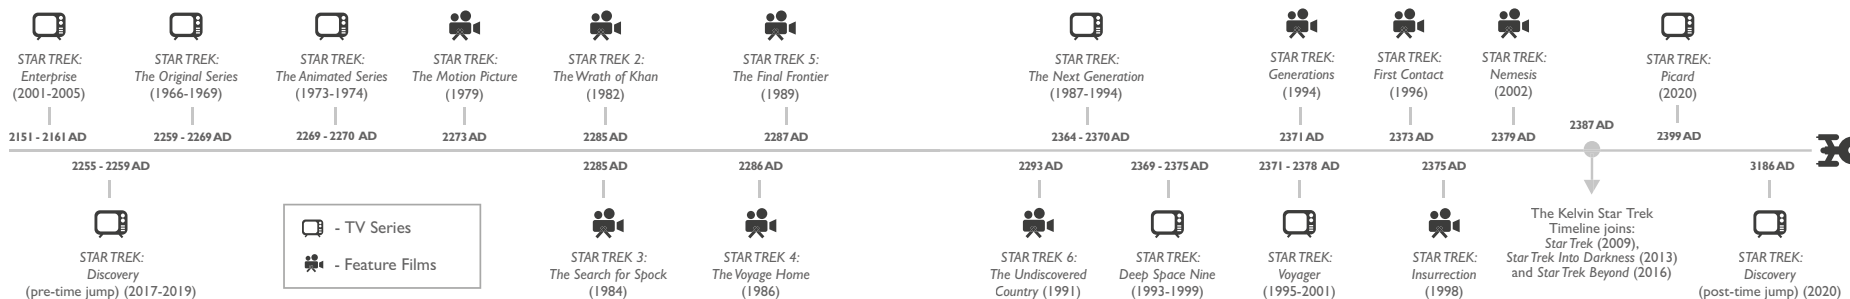 STAR TREK:
Enterprise
(2001-2005)
2151 - 2161 AD
STAR TREK:
The Original Series
(1966-1969)
2259 - 2269 AD
STAR TREK:
The Animated Series
(1973-1974)
2269 - 2270 AD
STAR TREK:
The Motion Picture
(1979)
2273 AD
STAR TREK 2:
The Wrath of Khan
(1982)
2285 AD
STAR TREK 5:
The Final Frontier
(1989)
2287 AD
STAR TREK:
The Next Generation
(1987-1994)
2364 - 2370 AD
STAR TREK:
Generations
(1994)
2371 AD
STAR TREK:
First Contact
(1996)
2373 AD
STAR TREK:
Nemesis
(2002)
2379 AD
2387 AD
STAR TREK:
Picard
(2020)
2399 AD
2255 - 2259 AD
STAR TREK:
Discovery
(pre-time jump) (2017-2019)
- TV Series
- Feature Films
2285 AD
STAR TREK 3:
The Search for Spock
(1984)
2286 AD
STAR TREK 4:
The Voyage Home
(1986)
2293 AD
STAR TREK 6:
The Undiscovered
Country (1991)
2369 - 2375 AD
STAR TREK:
Deep Space Nine
(1993-1999)
2371 - 2378 AD
STAR TREK:
Voyager
(1995-2001)
2375 AD
STAR TREK:
Insurrection
(1998)
The Kelvin Star Trek
Timeline joins:
Star Trek (2009),
Star Trek Into Darkness (2013)
and Star Trek Beyond (2016)
3186 AD
STAR TREK:
Discovery
(post-time jump) (2020)